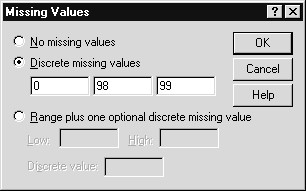 Missing Values
No missing values
OK
Discrete missing values
Cancel
0 98 99
Help
Range plus one optional discrete missing value
Low: High:
Discrete value: